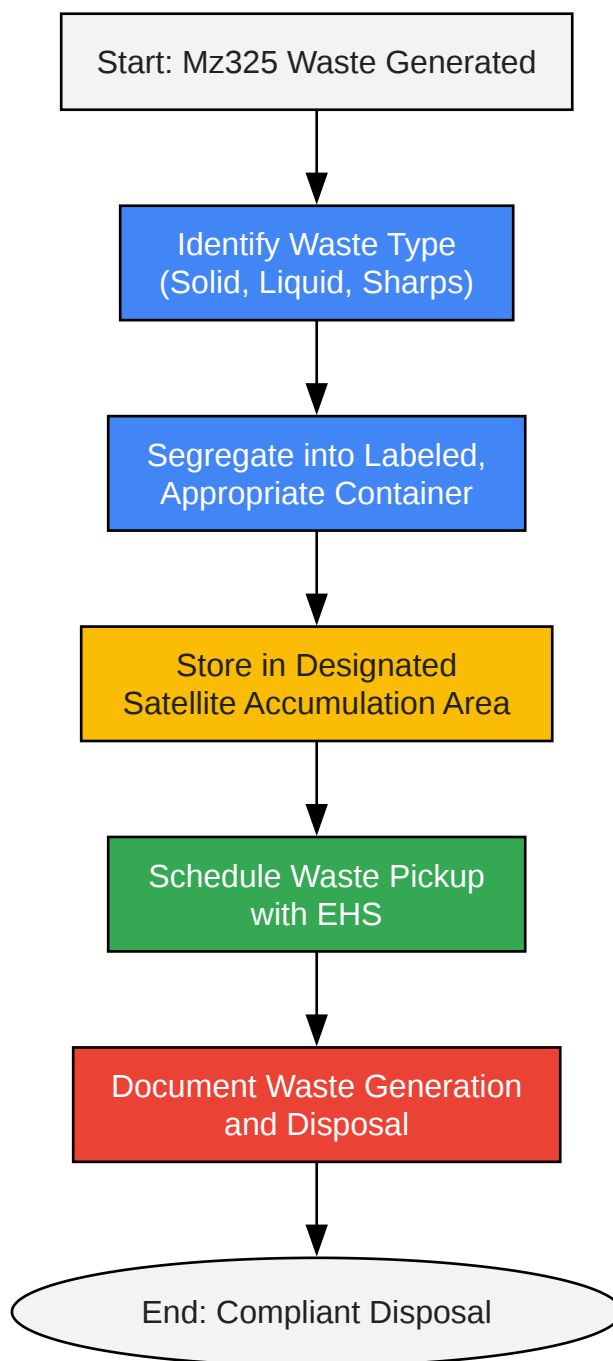 Start: Mz325 Waste Generated
Identify Waste Type
(Solid, Liquid, Sharps)
Segregate into Labeled,
Appropriate Container
Store in Designated
Satellite Accumulation Area
Schedule Waste Pickup
with EHS
Document Waste Generation
and Disposal
End: Compliant Disposal